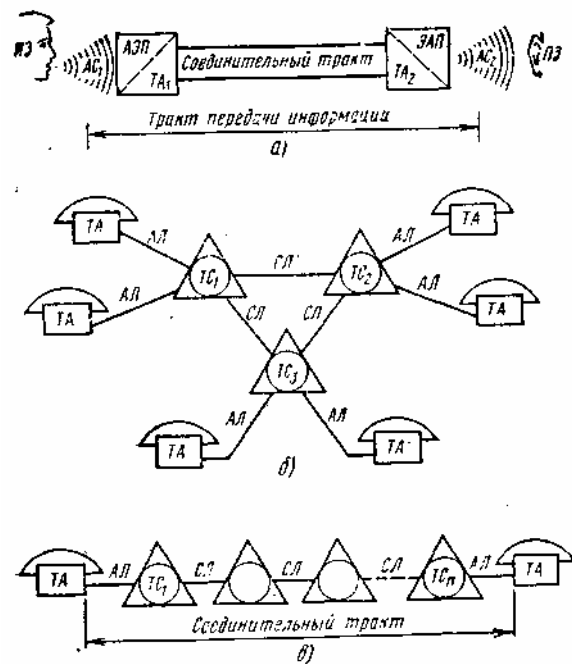 ИЗ АС₁ АЭП ТА₁ Соединительный тракт ЭАП ТА₂ АС₂ ПЗ
Тракт передачи информации
а)
ТА АЛ АЛ ТА
ТС₁ СЛ ТС₂
ТА АЛ СЛ СЛ АЛ ТА
ТС₃
ТА АЛ АЛ ТА
б)
ТА АЛ ТС₁ СЛ СЛ СЛ ТСₙ АЛ ТА
Соединительный тракт
в)